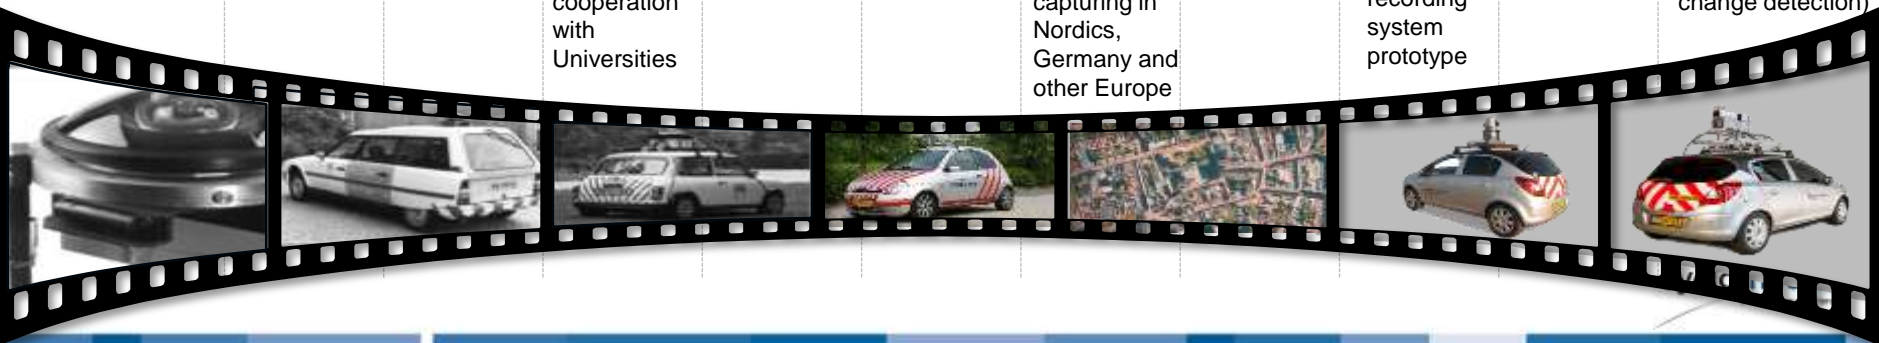 cooperation
with
Universities
capturing in
Nordics,
Germany and
other Europe
recording
system
prototype
change detection)